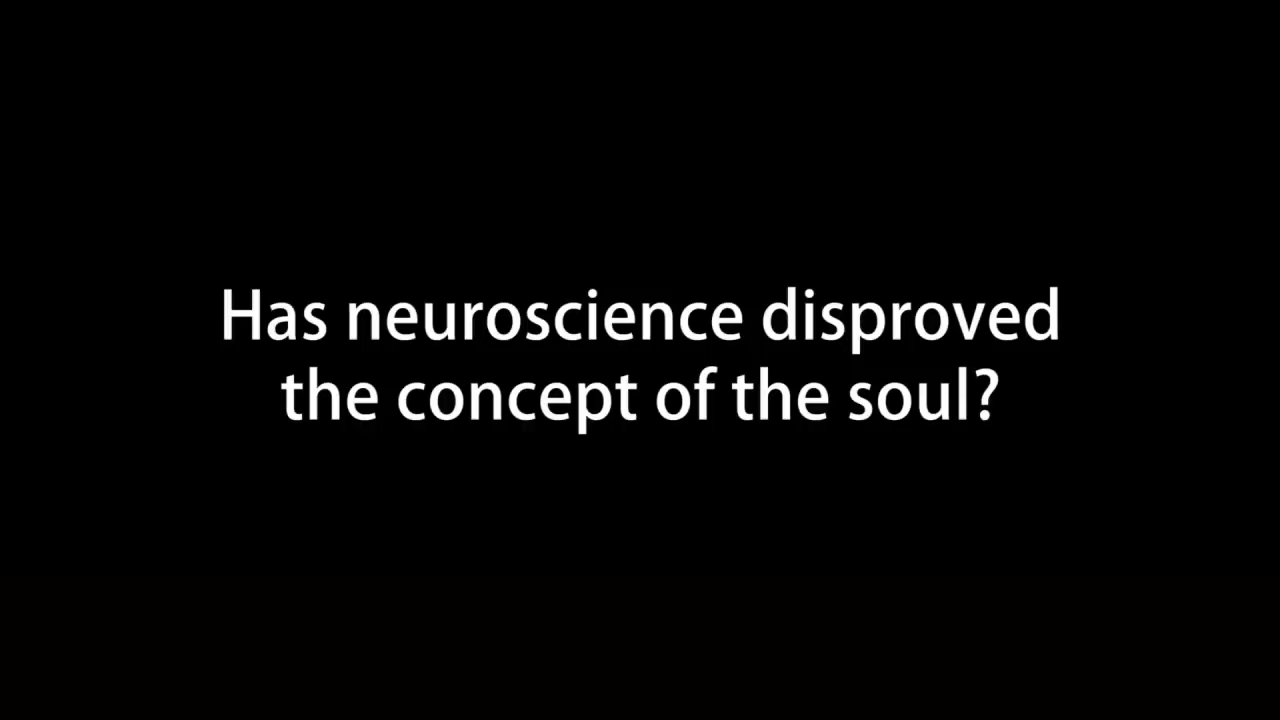 Has neuroscience disproved
the concept of the soul?